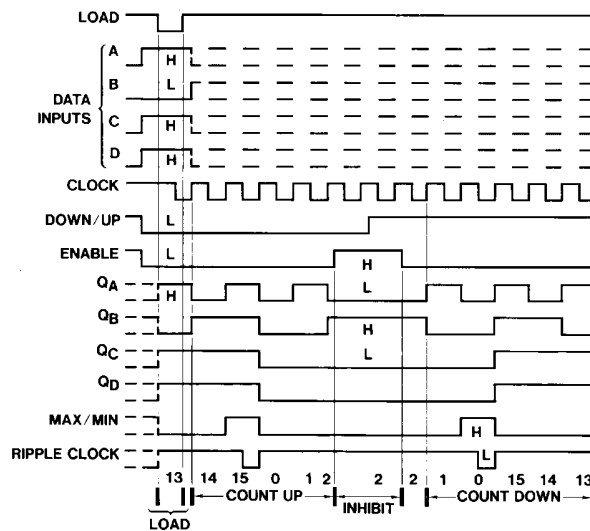 LOAD
A H
B L
DATA
INPUTS
C H
D H
CLOCK
DOWN/UP L
ENABLE L H
QA H L
QB H
QC L
QD
MAX/MIN H
RIPPLE CLOCK L
13 14 15 0 1 2 2 2 1 0 15 14 13
COUNT UP INHIBIT COUNT DOWN
LOAD